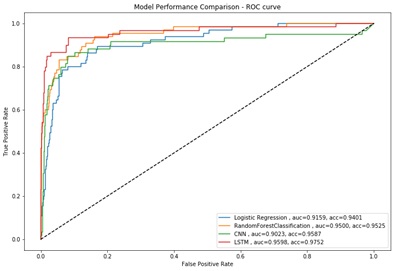 Model Performance Comparison - ROC curve
1.0
0.8
0.6
0.4
0.2
0.0
True Positive Rate
Logistic Regression , auc=0.9159, acc=0.9401
RandomForestClassification , auc=0.9500, acc=0.9525
CNN , auc=0.9023, acc=0.9587
LSTM , auc=0.9598, acc=0.9752
0.0 0.2 0.4 0.6 0.8 1.0
False Positive Rate